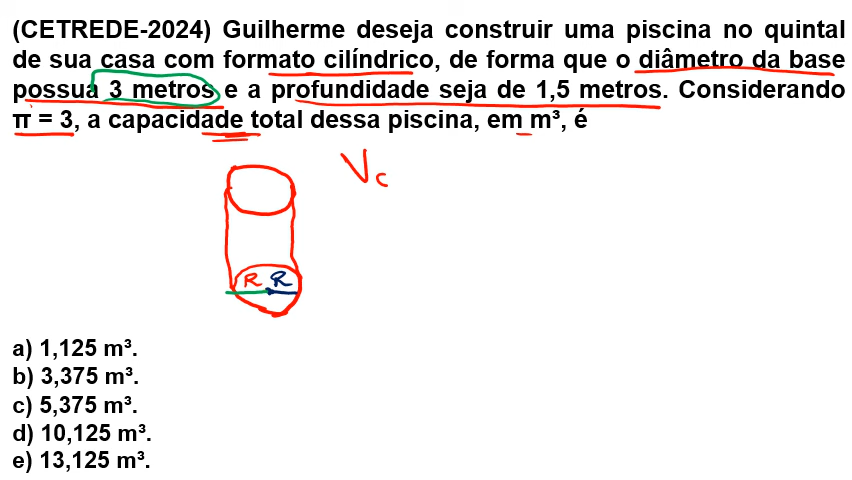 (CETREDE-2024) Guilherme deseja construir uma piscina no quintal
de sua casa com formato cilíndrico, de forma que o diâmetro da base
possua 3 metros e a profundidade seja de 1,5 metros. Considerando
π = 3, a capacidade total dessa piscina, em m³, é
Vc
R R
a) 1,125 m³.
b) 3,375 m³.
c) 5,375 m³.
d) 10,125 m³.
e) 13,125 m³.